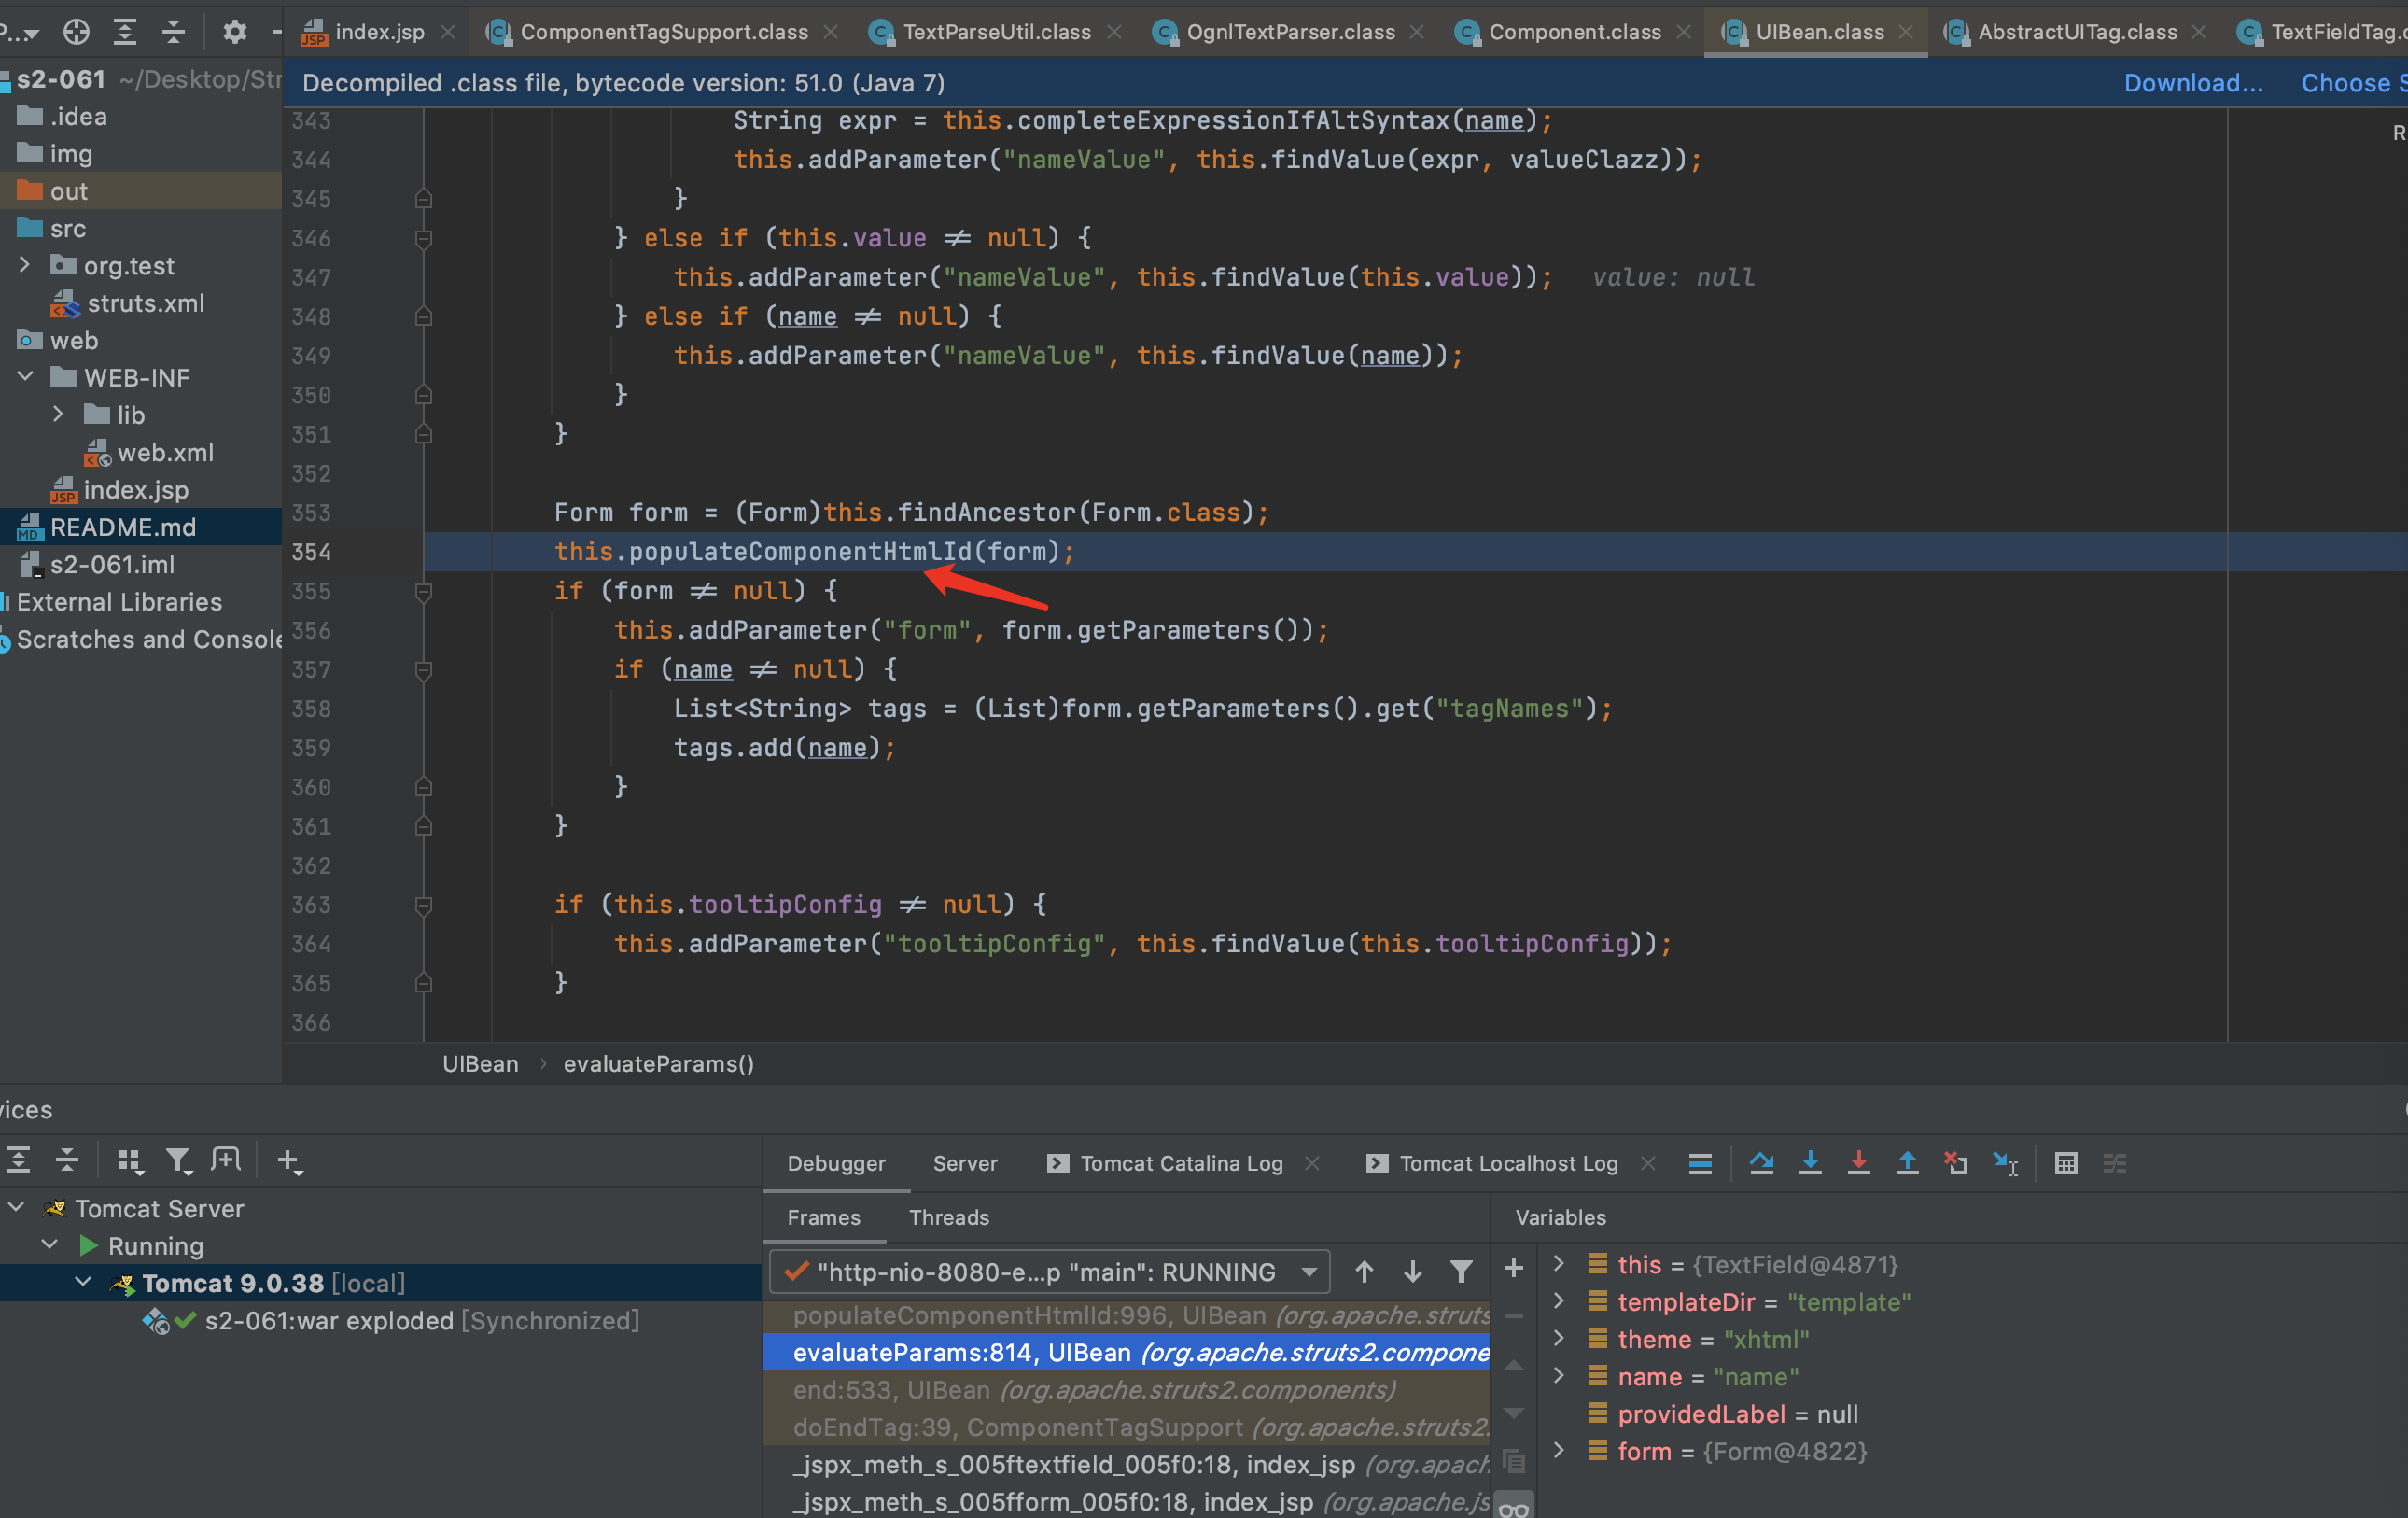 P...
index.jsp
ComponentTagSupport.class
TextParseUtil.class
OgnlTextParser.class
Component.class
UIBean.class
AbstractUITag.class
TextFieldTag.c
s2-061 ~/Desktop/Str
.idea
img
out
src
org.test
struts.xml
web
WEB-INF
lib
web.xml
index.jsp
README.md
s2-061.iml
External Libraries
Scratches and Console
Decompiled .class file, bytecode version: 51.0 (Java 7)
Download...
Choose S
343 String expr = this.completeExpressionIfAltSyntax(name);
344 this.addParameter("nameValue", this.findValue(expr, valueClazz));
345 }
346 } else if (this.value ≠ null) {
347 this.addParameter("nameValue", this.findValue(this.value)); value: null
348 } else if (name ≠ null) {
349 this.addParameter("nameValue", this.findValue(name));
350 }
351 }
352
353 Form form = (Form)this.findAncestor(Form.class);
354 this.populateComponentHtmlId(form);
355 if (form ≠ null) {
356 this.addParameter("form", form.getParameters());
357 if (name ≠ null) {
358 List<String> tags = (List)form.getParameters().get("tagNames");
359 tags.add(name);
360 }
361 }
362
363 if (this.tooltipConfig ≠ null) {
364 this.addParameter("tooltipConfig", this.findValue(this.tooltipConfig));
365 }
366
R
UIBean › evaluateParams()
vices
Tomcat Server
Running
Tomcat 9.0.38 [local]
s2-061:war exploded [Synchronized]
Debugger
Server
Tomcat Catalina Log
Tomcat Localhost Log
Frames
Threads
"http-nio-8080-e...p "main": RUNNING
populateComponentHtmlId:996, UIBean (org.apache.struts
evaluateParams:814, UIBean (org.apache.struts2.compone
end:533, UIBean (org.apache.struts2.components)
doEndTag:39, ComponentTagSupport (org.apache.struts2.
_jspx_meth_s_005ftextfield_005f0:18, index_jsp (org.apach
_jspx_meth_s_005fform_005f0:18, index_jsp (org.apache.js
Variables
this = {TextField@4871}
templateDir = "template"
theme = "xhtml"
name = "name"
providedLabel = null
form = {Form@4822}